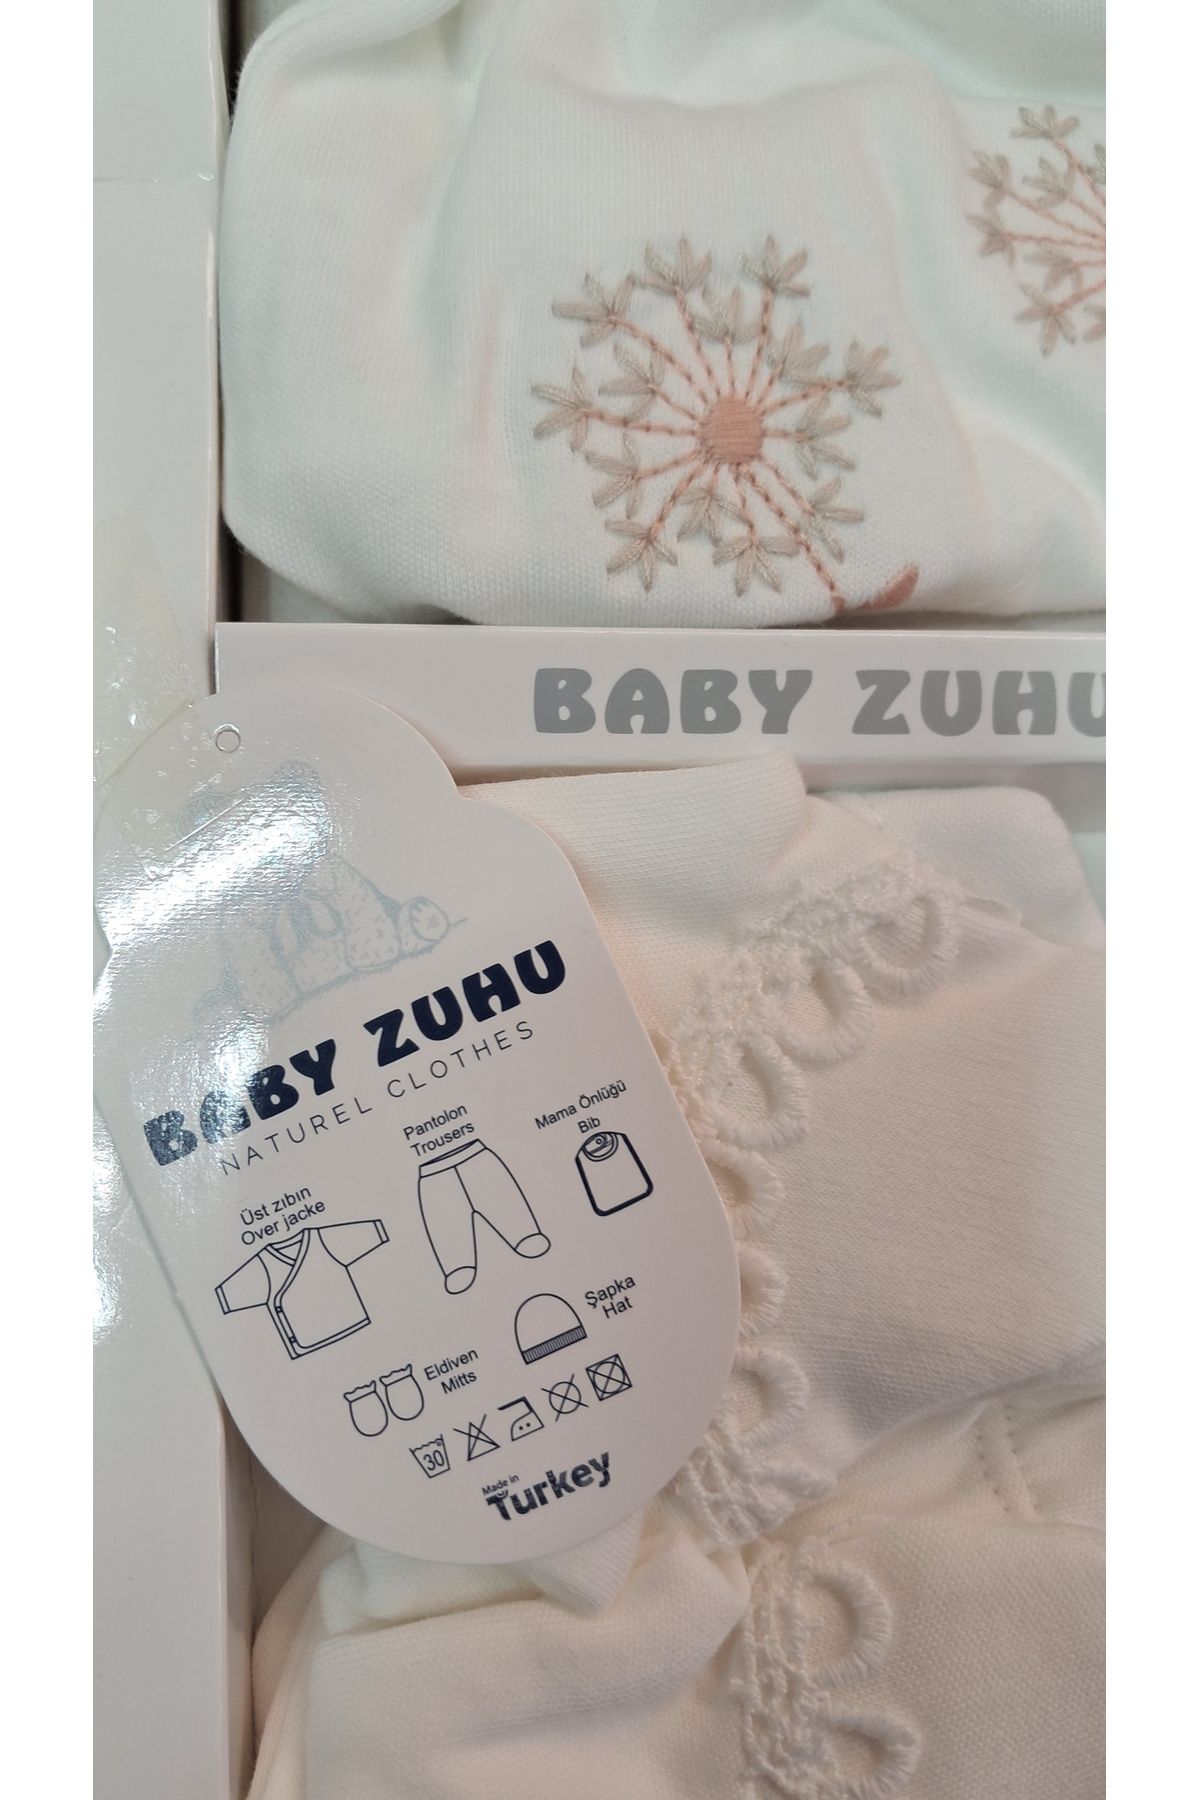 BABY ZUHU
BABY ZUHU
NATUREL CLOTHES
Üst zıbın
Over jacke
Pantolon
Trousers
Mama Önlüğü
Bib
Eldiven
Mitts
Şapka
Hat
30
Made in
Turkey